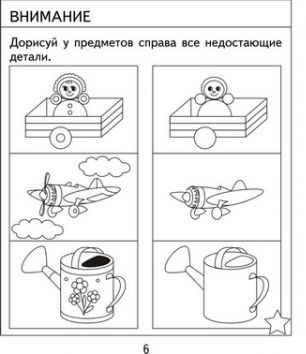 ВНИМАНИЕ
Дорисуй у предметов справа все недостающие
детали.
6